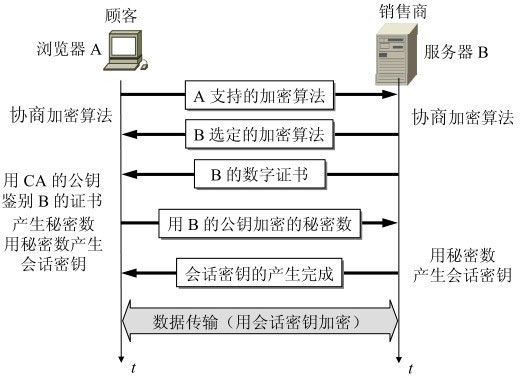 顾客
销售商
浏览器 A
服务器 B
A 支持的加密算法
协商加密算法
协商加密算法
B 选定的加密算法
B 的数字证书
用 CA 的公钥
鉴别 B 的证书
产生秘密数
用秘密数产生
会话密钥
用 B 的公钥加密的秘密数
会话密钥的产生完成
用秘密数
产生会话密钥
数据传输（用会话密钥加密）
t
t